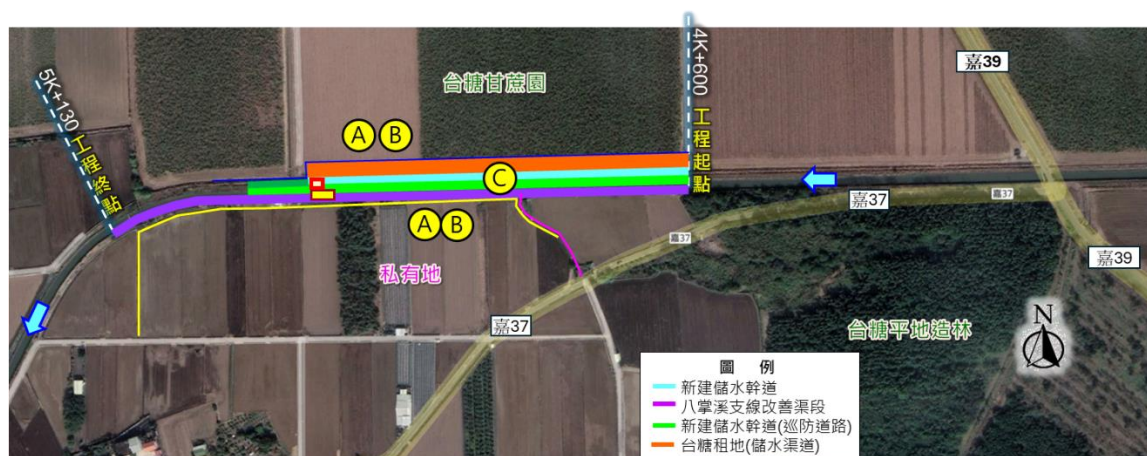 5K+130 工程終點
台糖甘蔗園
4K+600 工程起點
嘉39
A B
C
嘉37
嘉37
嘉37
A B
私有地
嘉39
嘉37
台糖平地造林
N
圖 例
新建儲水幹道
八掌溪支線改善渠段
新建儲水幹道(巡防道路)
台糖租地(儲水渠道)